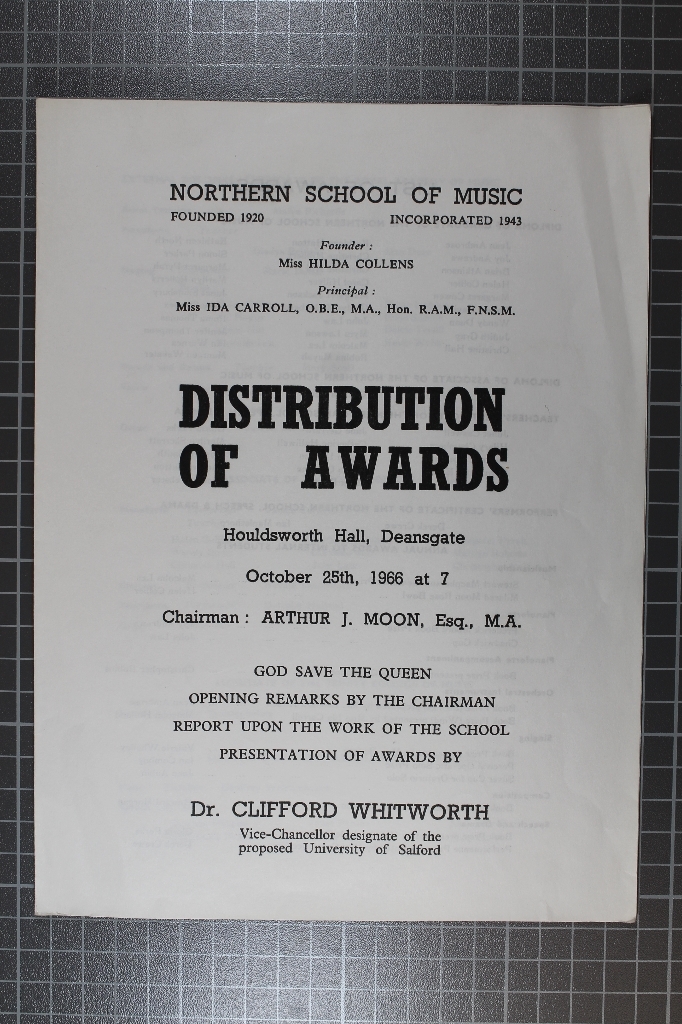 NORTHERN SCHOOL OF MUSIC
FOUNDED 1920 INCORPORATED 1943
Founder :
Miss HILDA COLLENS
Principal :
Miss IDA CARROLL, O.B.E., M.A., Hon. R.A.M., F.N.S.M.
DISTRIBUTION
OF AWARDS
Houldsworth Hall, Deansgate
October 25th, 1966 at 7
Chairman : ARTHUR J. MOON, Esq., M.A.
GOD SAVE THE QUEEN
OPENING REMARKS BY THE CHAIRMAN
REPORT UPON THE WORK OF THE SCHOOL
PRESENTATION OF AWARDS BY
Dr. CLIFFORD WHITWORTH
Vice-Chancellor designate of the
proposed University of Salford